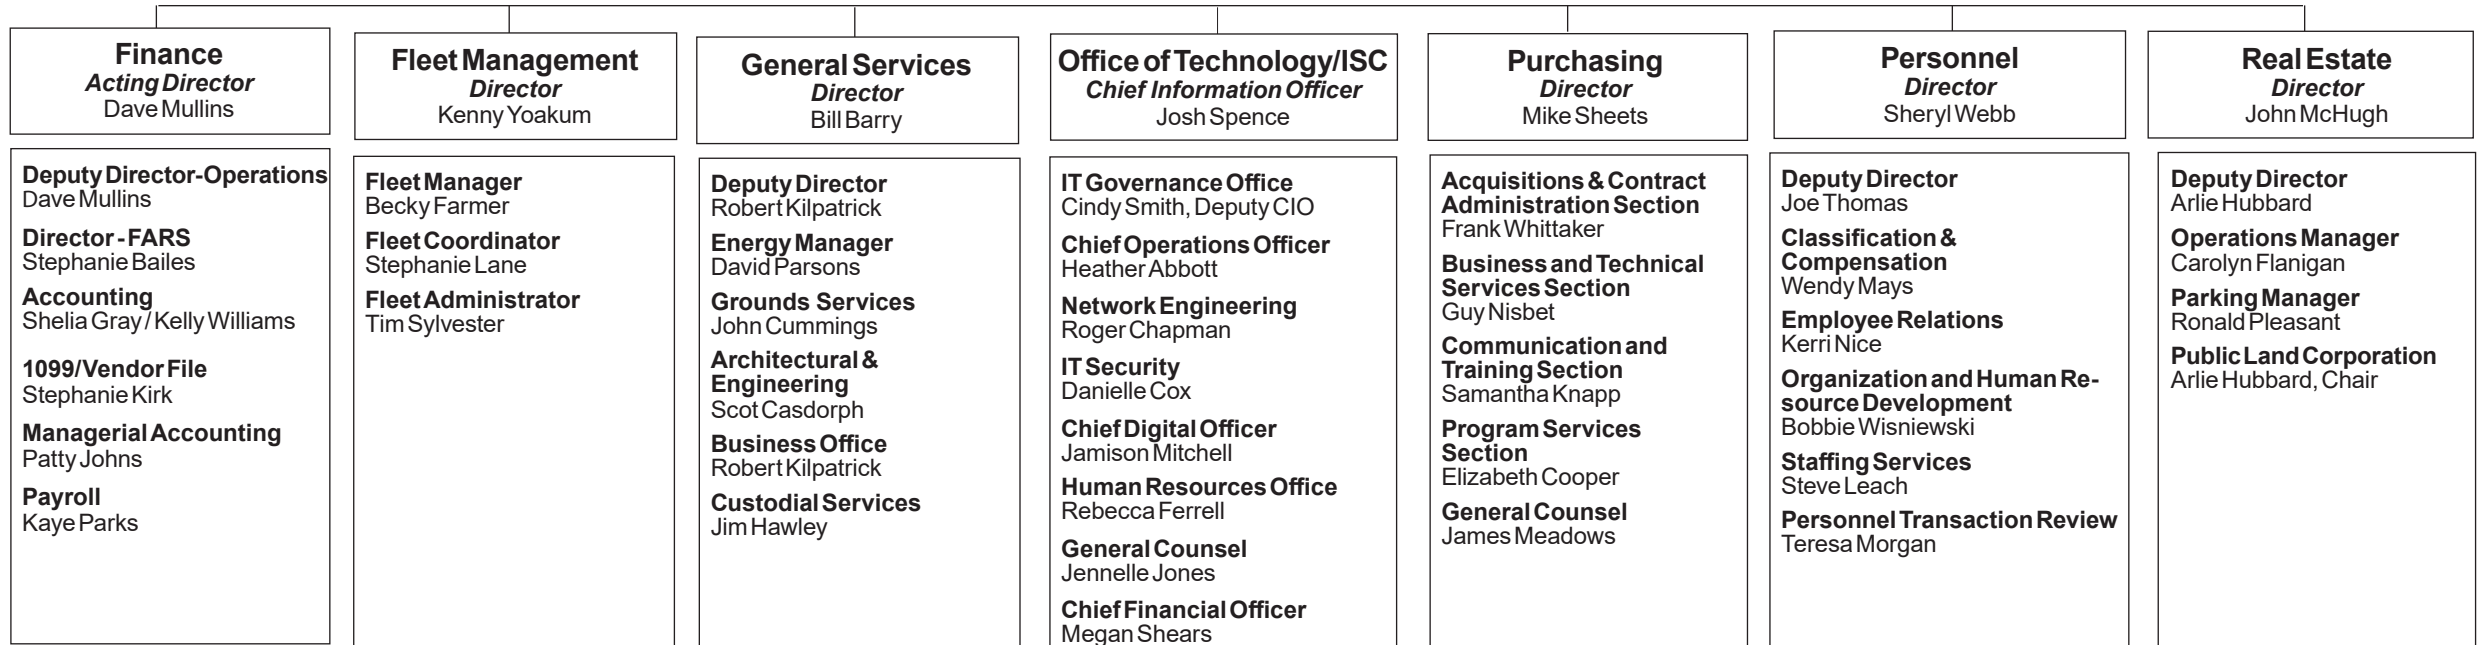 Finance
Acting Director
Dave Mullins
Deputy Director-Operations
Dave Mullins
Director - FARS
Stephanie Bailes
Accounting
Shelia Gray / Kelly Williams
1099/Vendor File
Stephanie Kirk
Managerial Accounting
Patty Johns
Payroll
Kaye Parks
Fleet Management
Director
Kenny Yoakum
Fleet Manager
Becky Farmer
Fleet Coordinator
Stephanie Lane
Fleet Administrator
Tim Sylvester
General Services
Director
Bill Barry
Deputy Director
Robert Kilpatrick
Energy Manager
David Parsons
Grounds Services
John Cummings
Architectural &
Engineering
Scot Casdorph
Business Office
Robert Kilpatrick
Custodial Services
Jim Hawley
Office of Technology/ISC
Chief Information Officer
Josh Spence
IT Governance Office
Cindy Smith, Deputy CIO
Chief Operations Officer
Heather Abbott
Network Engineering
Roger Chapman
IT Security
Danielle Cox
Chief Digital Officer
Jamison Mitchell
Human Resources Office
Rebecca Ferrell
General Counsel
Jennelle Jones
Chief Financial Officer
Megan Shears
Purchasing
Director
Mike Sheets
Acquisitions & Contract
Administration Section
Frank Whittaker
Business and Technical
Services Section
Guy Nisbet
Communication and
Training Section
Samantha Knapp
Program Services
Section
Elizabeth Cooper
General Counsel
James Meadows
Personnel
Director
Sheryl Webb
Deputy Director
Joe Thomas
Classification &
Compensation
Wendy Mays
Employee Relations
Kerri Nice
Organization and Human Re-
source Development
Bobbie Wisniewski
Staffing Services
Steve Leach
Personnel Transaction Review
Teresa Morgan
Real Estate
Director
John McHugh
Deputy Director
Arlie Hubbard
Operations Manager
Carolyn Flanigan
Parking Manager
Ronald Pleasant
Public Land Corporation
Arlie Hubbard, Chair